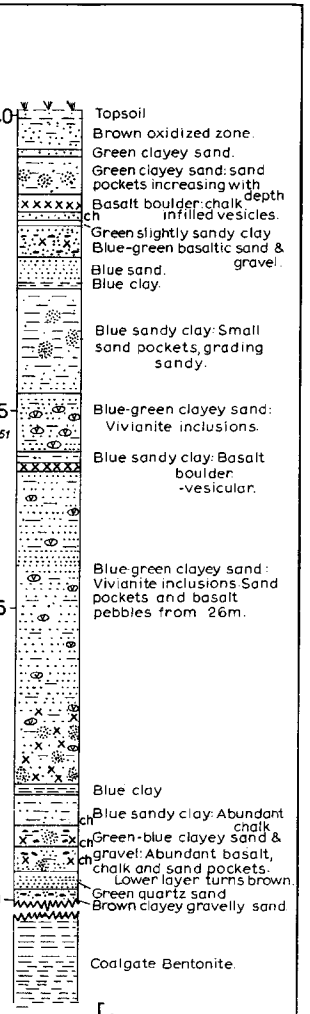 .0
Topsoil
Brown oxidized zone.
Green clayey sand.
Green clayey sand: sand
pockets increasing with
depth
Basalt boulder: chalk
ch infilled vesicles.
Green slightly sandy clay
Blue-green basaltic sand &
gravel.
Blue sand.
Blue clay.
Blue sandy clay: Small
sand pockets, grading
sandy.
5
51
Blue-green clayey sand:
Vivianite inclusions.
Blue sandy clay: Basalt
boulder
-vesicular.
Blue-green clayey sand:
Vivianite inclusions. Sand
pockets and basalt
pebbles from 26m.
Blue clay
Blue sandy clay: Abundant
ch chalk
ch Green-blue clayey sand &
ch gravel: Abundant basalt,
chalk and sand pockets.
Lower layer turns brown.
Green quartz sand
Brown clayey gravelly sand.
Coalgate Bentonite.